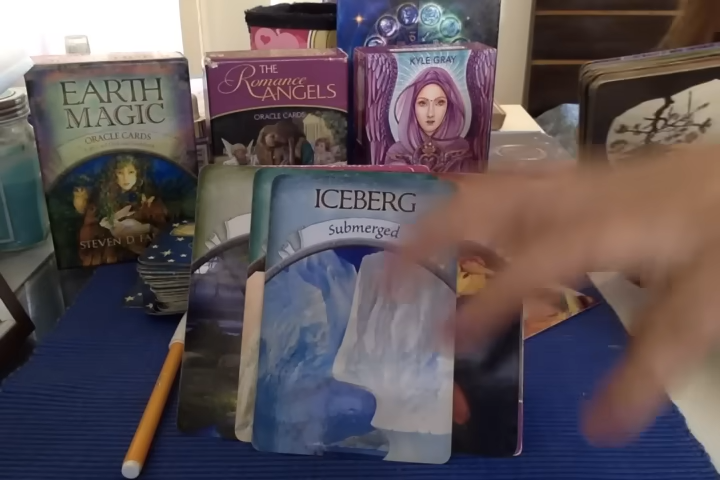 EARTH
MAGIC
ORACLE CARDS
STEVEN D
THE
Romance
ANGELS
ORACLE CARDS
KYLE GRAY
ICEBERG
Submerged